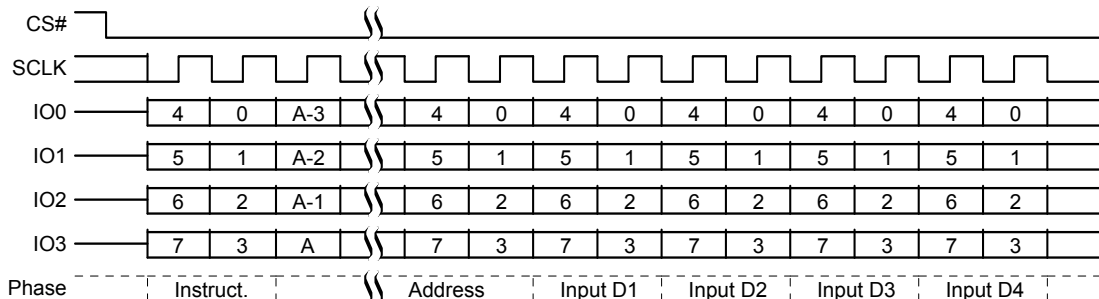 CS#
SCLK
IO0 4 0 A-3 4 0 4 0 4 0 4 0 4 0
IO1 5 1 A-2 5 1 5 1 5 1 5 1 5 1
IO2 6 2 A-1 6 2 6 2 6 2 6 2 6 2
IO3 7 3 A 7 3 7 3 7 3 7 3 7 3
Phase Instruct. Address Input D1 Input D2 Input D3 Input D4